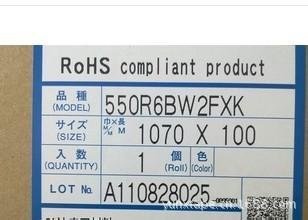 RoHS compliant product
品種 (MODEL) 550R6BW2FXK
サイズ (SIZE) 巾×長 M/M M 1070 X 100
入数 (QUANTITY) 1 個 (Roll) 色 (Color)
LOT No. A110828025